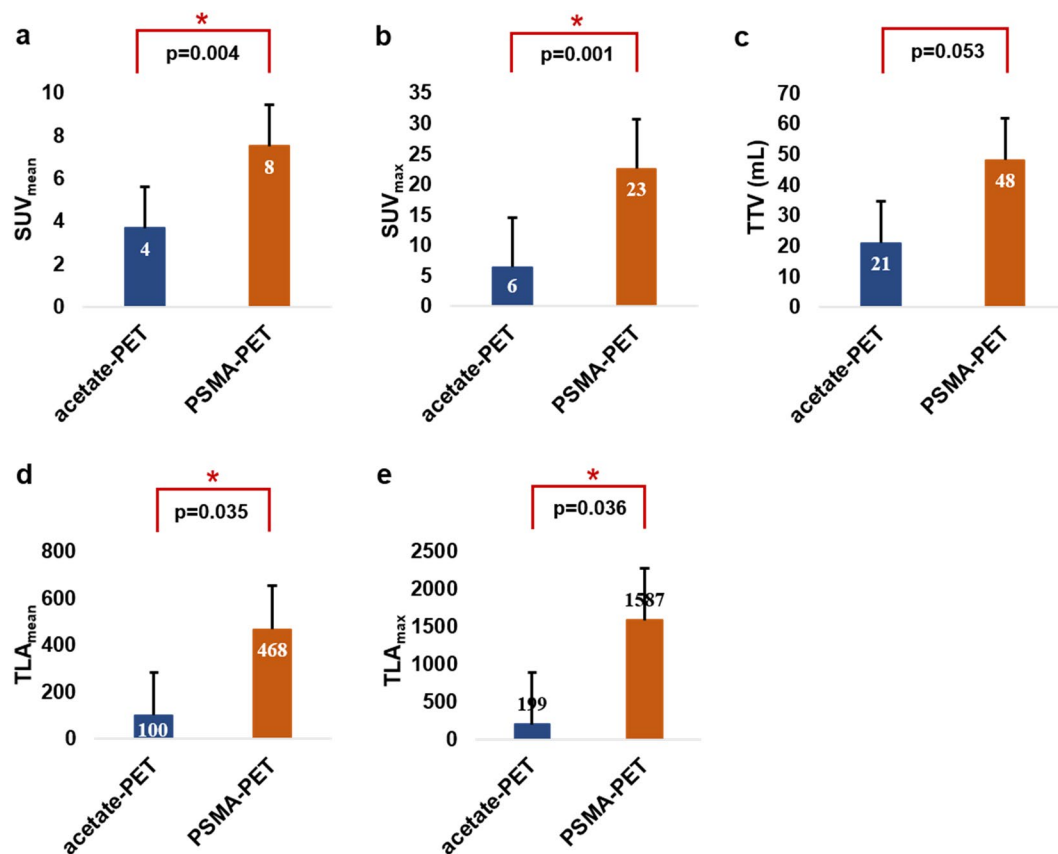 a
*
p=0.004
10
8
6
4
2
0
SUVmean
4
8
acetate-PET
PSMA-PET
b
*
p=0.001
35
30
25
20
15
10
5
0
SUVmax
6
23
acetate-PET
PSMA-PET
c
p=0.053
70
60
50
40
30
20
10
0
TTV (mL)
21
48
acetate-PET
PSMA-PET
d
*
p=0.035
800
600
400
200
0
TLAmean
100
468
acetate-PET
PSMA-PET
e
*
p=0.036
2500
2000
1500
1000
500
0
TLAmax
199
1587
acetate-PET
PSMA-PET